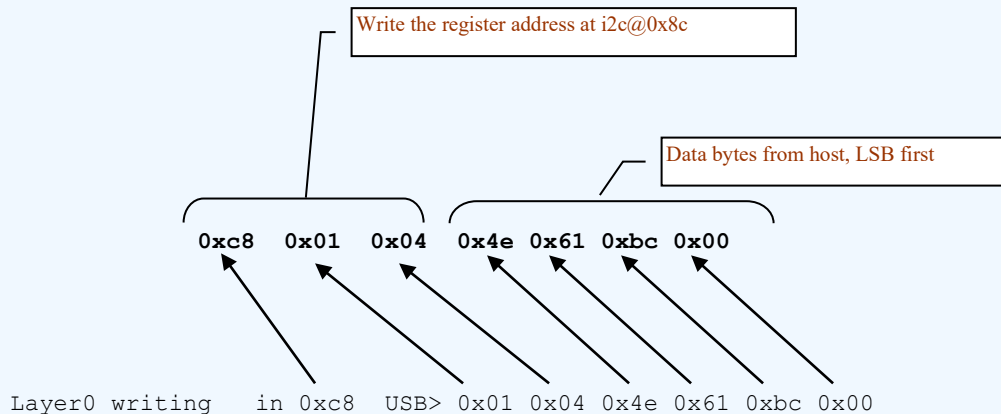 Write the register address at i2c@0x8c
Data bytes from host, LSB first
0xc8 0x01 0x04 0x4e 0x61 0xbc 0x00
Layer0 writing in 0xc8 USB> 0x01 0x04 0x4e 0x61 0xbc 0x00